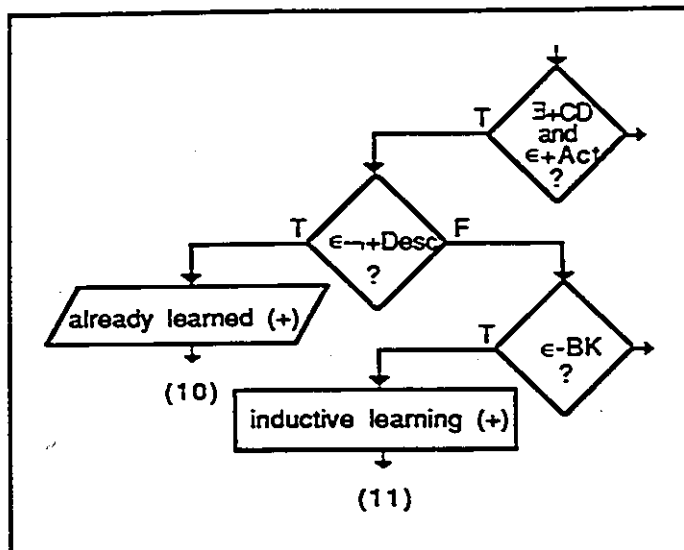 ∃+CD
and
∈+Act
?
T
∈¬+Desc
?
T
F
already learned (+)
(10)
∈-BK
?
T
inductive learning (+)
(11)